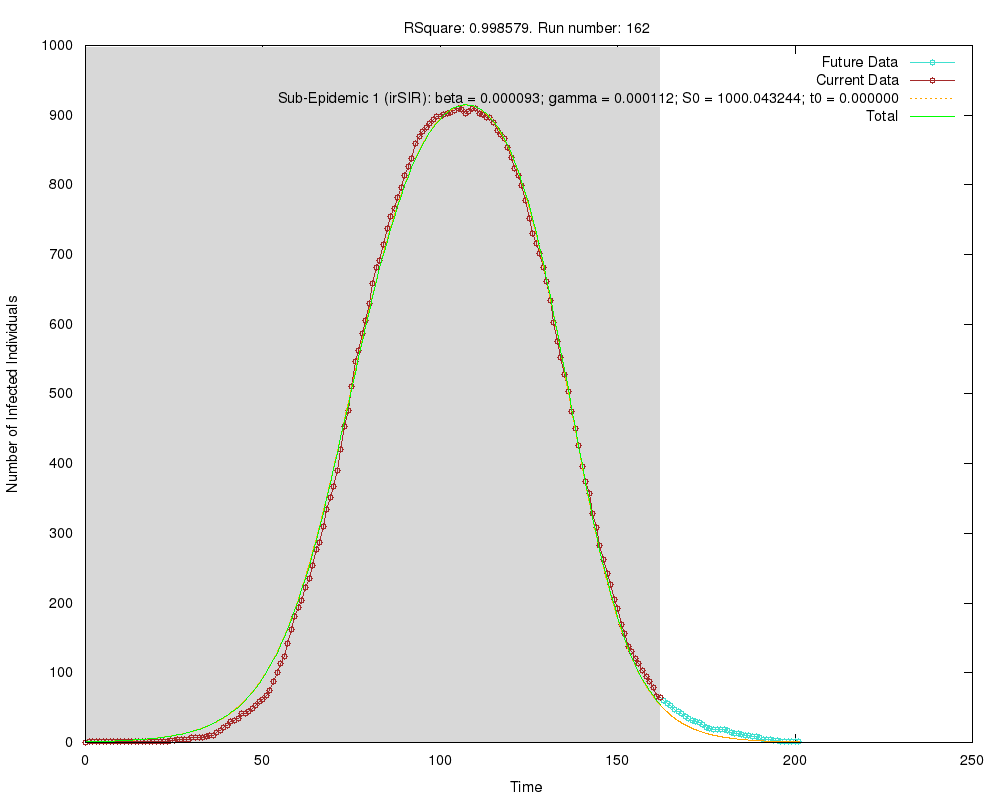 RSquare: 0.998579. Run number: 162
1000
900
800
700
600
500
400
300
200
100
0
Number of Infected Individuals
Future Data
Current Data
Sub-Epidemic 1 (irSIR): beta = 0.000093; gamma = 0.000112; S0 = 1000.043244; t0 = 0.000000
Total
0 50 100 150 200 250
Time